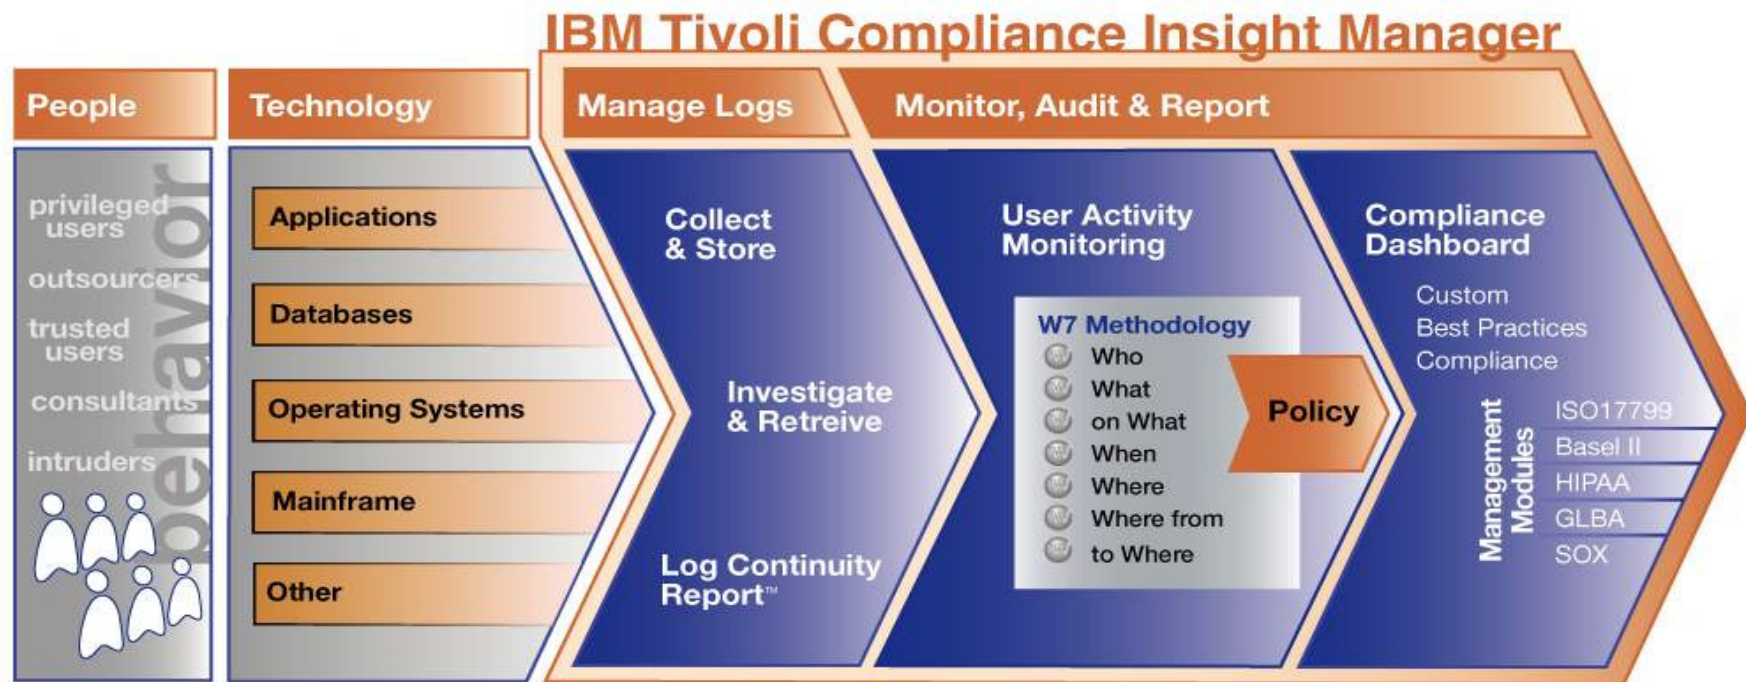 IBM Tivoli Compliance Insight Manager
People
Technology
Manage Logs
Monitor, Audit & Report
behavior
privileged
users
outsourcers
trusted
users
consultants
intruders
Applications
Databases
Operating Systems
Mainframe
Other
Collect
& Store
Investigate
& Retreive
Log Continuity
Report™
User Activity
Monitoring
W7 Methodology
Who
What
on What
When
Where
Where from
to Where
Policy
Compliance
Dashboard
Custom
Best Practices
Compliance
Management
Modules
ISO17799
Basel II
HIPAA
GLBA
SOX